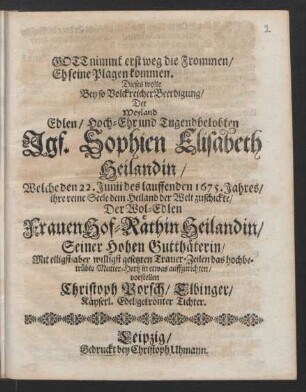 2
GOTT nimmt erst weg die Frommen/
Eh seine Plagen kommen.
Dieses wolte
Bey so Volckreicher Beerdigung/
Der
Weyland
Edlen/ Hoch-Ehr und Tugendbelobten
Jgf. Sophien Elisabeth
Heilandin/
Welche den 22. Junii des lauffenden 1675. Jahres/
ihre reine Seele dem Heiland der Welt zuschickte/
Der Wol-Edlen
Frauen Hof-Räthin Heilandin/
Seiner Hohen Gutthäterin/
Mit eiligst aber willigst gesetzten Trauer-Zeilen das hochbe-
trübte Mutter-Hertz in etwas auffzurichten/
vorstellen
Christoph Porsch/ Elbinger/
Käyserl. Edelgekrönter Tichter.
Leipzig/
Gedruckt bey Christoph Uhmann.